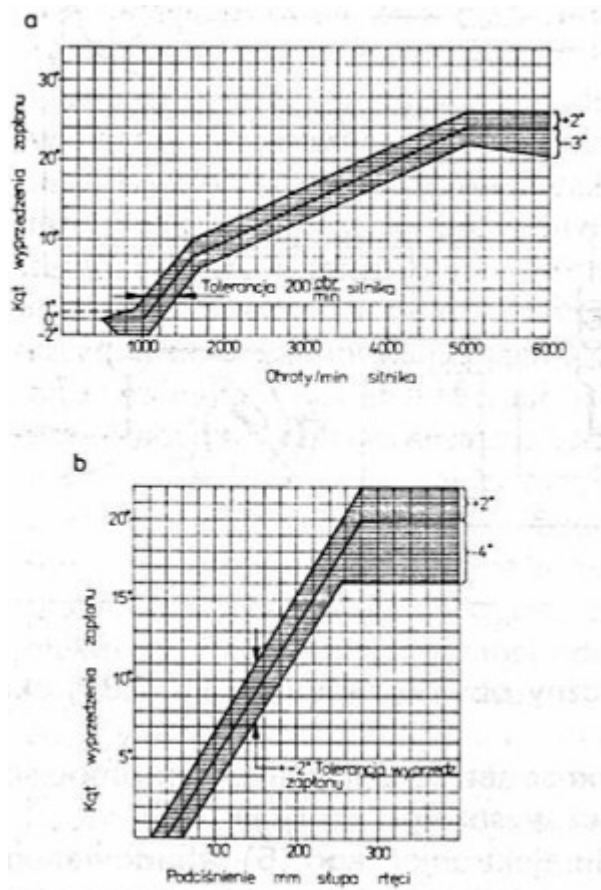 a
Kąt wyprzedzenia zapłonu
30°
20°
10°
1°
0°
-2°
+2°
-3°
Tolerancja 200 obr/min sitnika
1000 2000 3000 4000 5000 6000
Obroty/min sitnika
b
Kąt wyprzedzenia zapłonu
20°
15°
10°
5°
+2°
-4°
+-2° Tolerancja wyprzedz.
zapłonu
100 200 300
Podciśnienie mm słupa rtęci